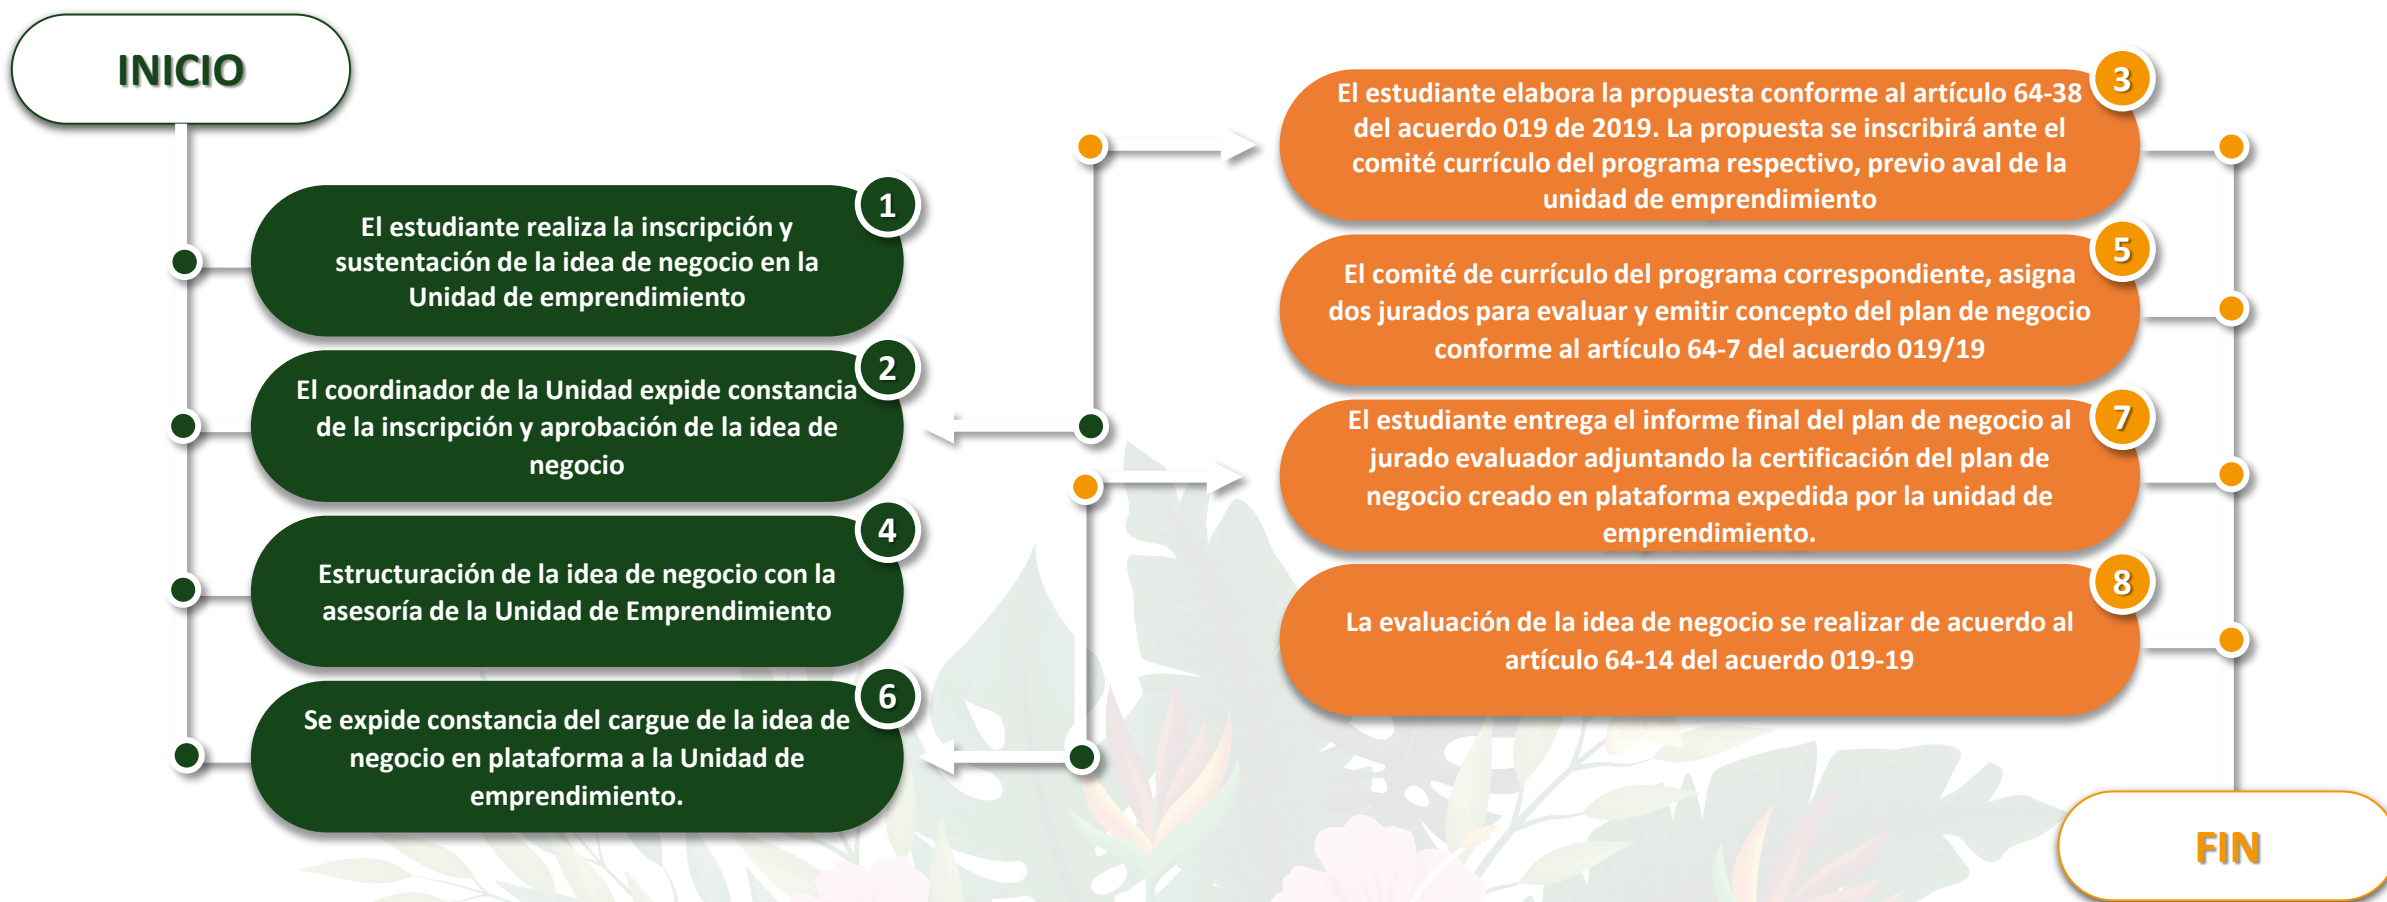 INICIO
1
El estudiante realiza la inscripción y
sustentación de la idea de negocio en la
Unidad de emprendimiento
2
El coordinador de la Unidad expide constancia
de la inscripción y aprobación de la idea de
negocio
4
Estructuración de la idea de negocio con la
asesoría de la Unidad de Emprendimiento
6
Se expide constancia del cargue de la idea de
negocio en plataforma a la Unidad de
emprendimiento.
3
El estudiante elabora la propuesta conforme al artículo 64-38
del acuerdo 019 de 2019. La propuesta se inscribirá ante el
comité currículo del programa respectivo, previo aval de la
unidad de emprendimiento
5
El comité de currículo del programa correspondiente, asigna
dos jurados para evaluar y emitir concepto del plan de negocio
conforme al artículo 64-7 del acuerdo 019/19
7
El estudiante entrega el informe final del plan de negocio al
jurado evaluador adjuntando la certificación del plan de
negocio creado en plataforma expedida por la unidad de
emprendimiento.
8
La evaluación de la idea de negocio se realizar de acuerdo al
artículo 64-14 del acuerdo 019-19
FIN